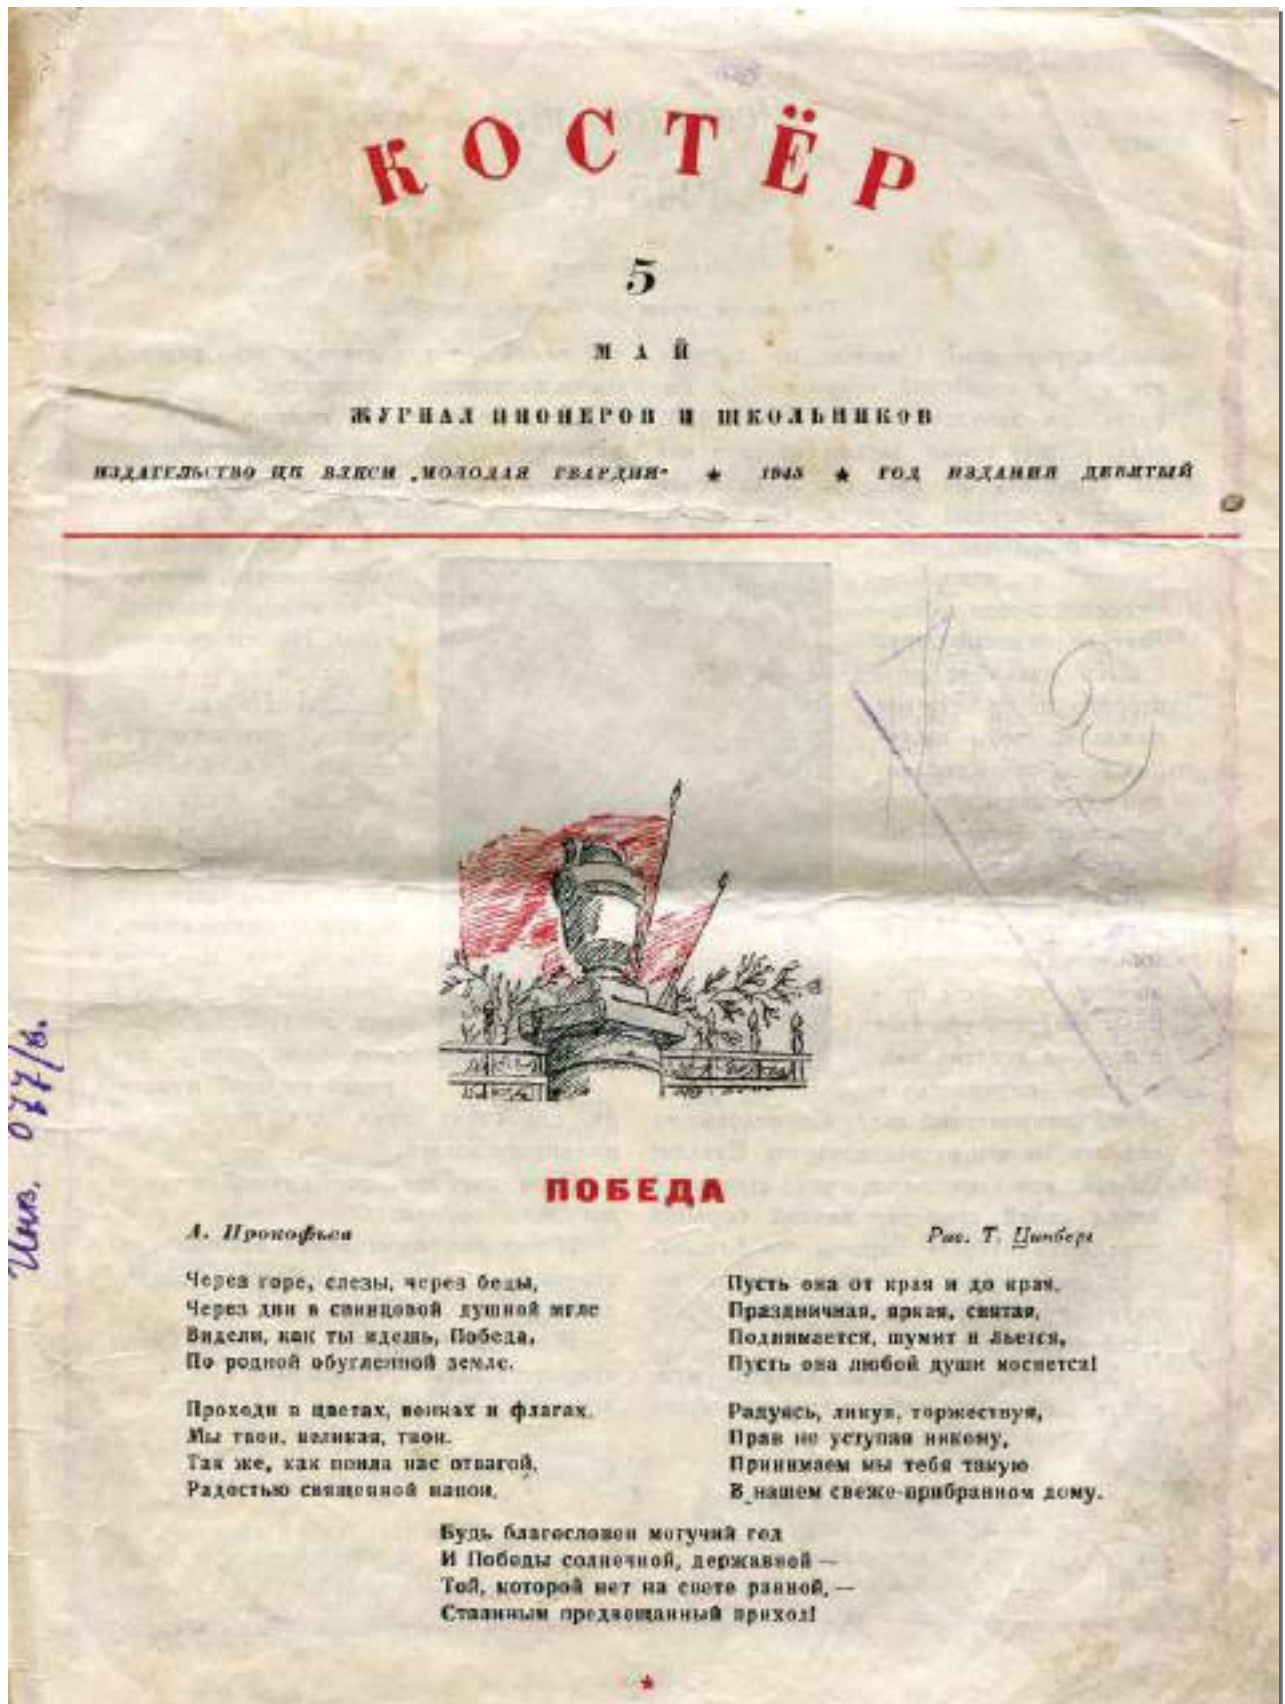 КОСТЁР
5
МАЙ
ЖУРНАЛ ПИОНЕРОВ И ШКОЛЬНИКОВ
ИЗДАТЕЛЬСТВО ЦК ВЛКСМ „МОЛОДАЯ ГВАРДИЯ“ ★ 1945 ★ ГОД ИЗДАНИЯ ДЕВЯТЫЙ
Инв. 077/в.
ПОБЕДА
А. Прокофьев
Рис. Т. Цинберг
Через горе, слезы, через беды,
Через дни в свинцовой душной мгле
Видели, как ты идешь, Победа,
По родной обугленной земле.
Проходи в цветах, венках и флагах.
Мы твои, великая, твои.
Так же, как поила нас отвагой,
Радостью священной напои,
Пусть она от края и до края,
Праздничная, яркая, святая,
Поднимается, шумит и льется,
Пусть она любой души коснется!
Радуясь, ликуя, торжествуя,
Прав не уступая никому,
Принимаем мы тебя такую
В нашем свеже-прибранном дому.
Будь благословен могучий год
И Победы солнечной, державной —
Той, которой нет на свете равной, —
Сталиным предвещанный приход!